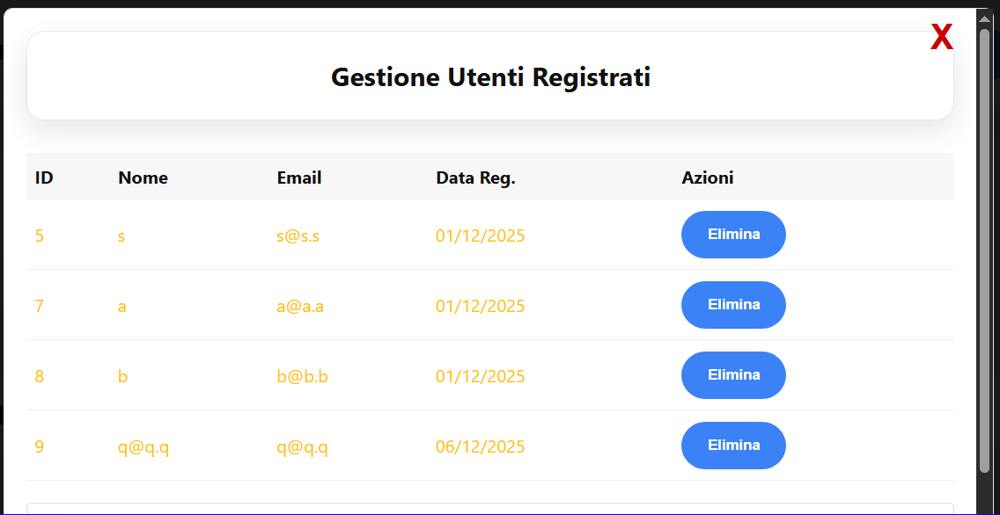 X
Gestione Utenti Registrati
ID Nome Email Data Reg. Azioni
5 s s@s.s 01/12/2025 Elimina
7 a a@a.a 01/12/2025 Elimina
8 b b@b.b 01/12/2025 Elimina
9 q@q.q q@q.q 06/12/2025 Elimina